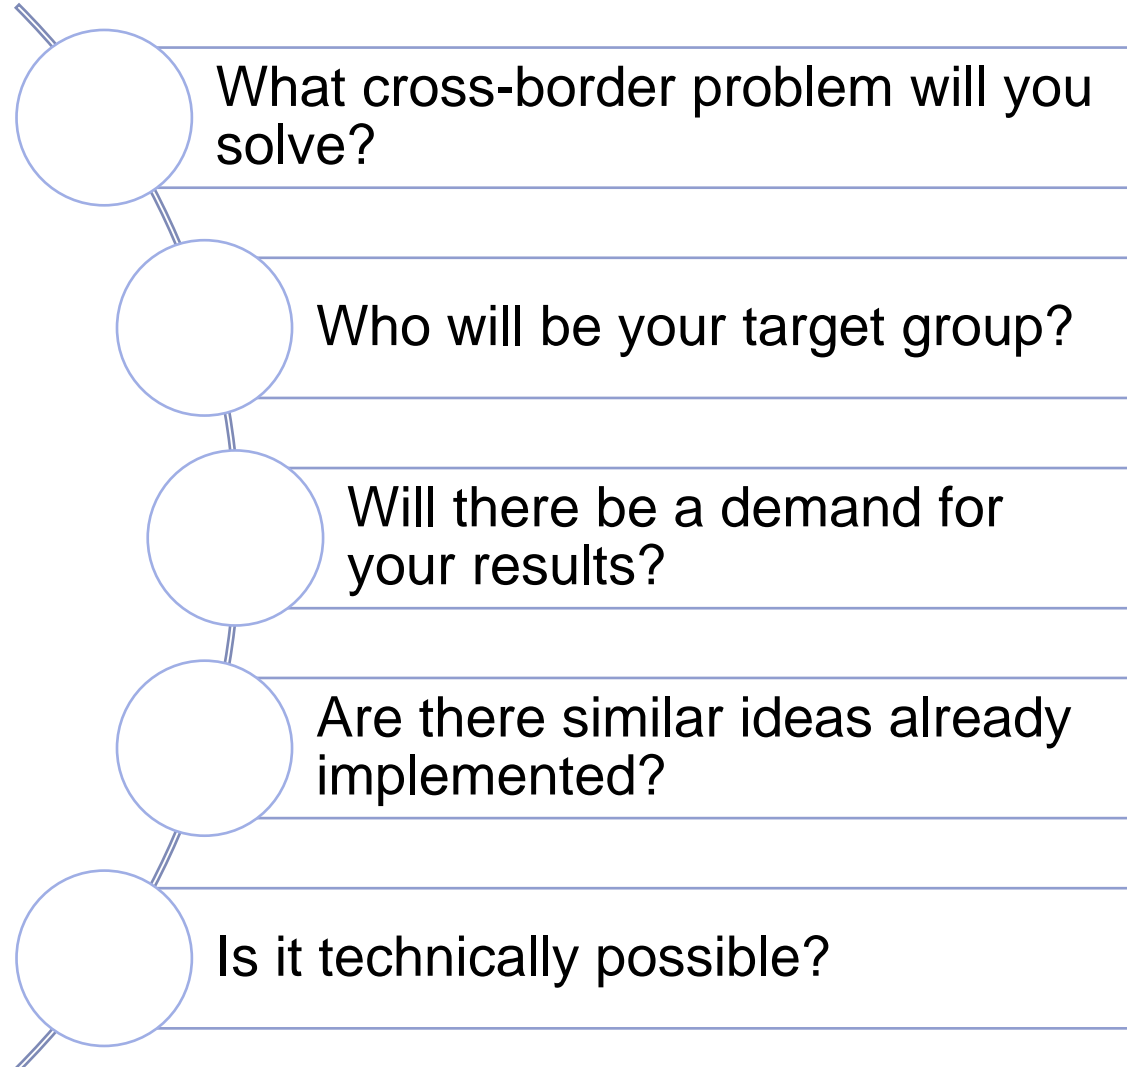 What cross-border problem will you
solve?
Who will be your target group?
Will there be a demand for
your results?
Are there similar ideas already
implemented?
Is it technically possible?